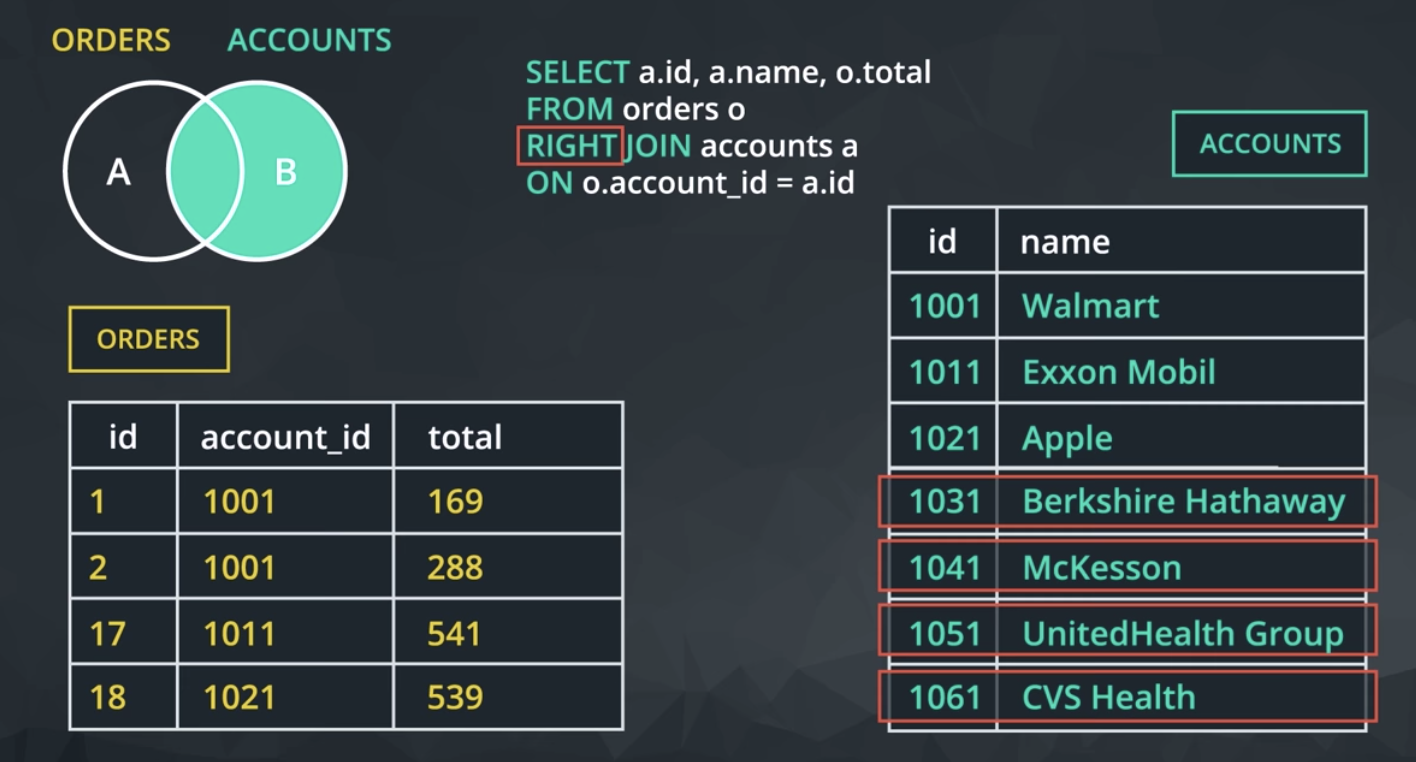 ORDERS ACCOUNTS
A B
SELECT a.id, a.name, o.total
FROM orders o
RIGHT JOIN accounts a
ON o.account_id = a.id
ORDERS
id account_id total
1 1001 169
2 1001 288
17 1011 541
18 1021 539
ACCOUNTS
id name
1001 Walmart
1011 Exxon Mobil
1021 Apple
1031 Berkshire Hathaway
1041 McKesson
1051 UnitedHealth Group
1061 CVS Health